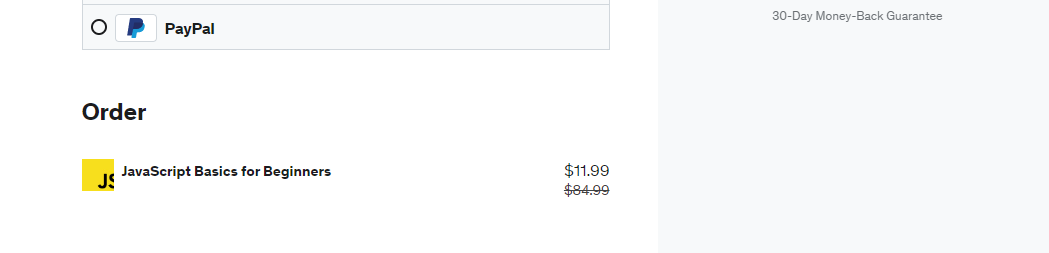 PayPal
30-Day Money-Back Guarantee
Order
JS
JavaScript Basics for Beginners
$11.99
$84.99